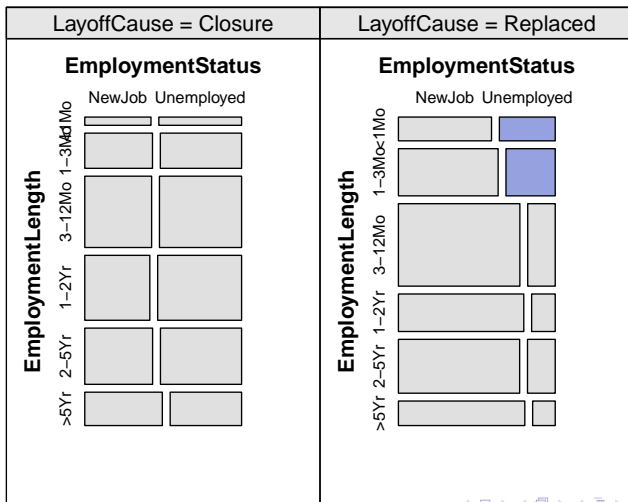 LayoffCause = Closure
EmploymentStatus
NewJob Unemployed
EmploymentLength
<1Mo
1−3Mo
3−12Mo
1−2Yr
2−5Yr
>5Yr
LayoffCause = Replaced
EmploymentStatus
NewJob Unemployed
EmploymentLength
<1Mo
1−3Mo
3−12Mo
1−2Yr
2−5Yr
>5Yr